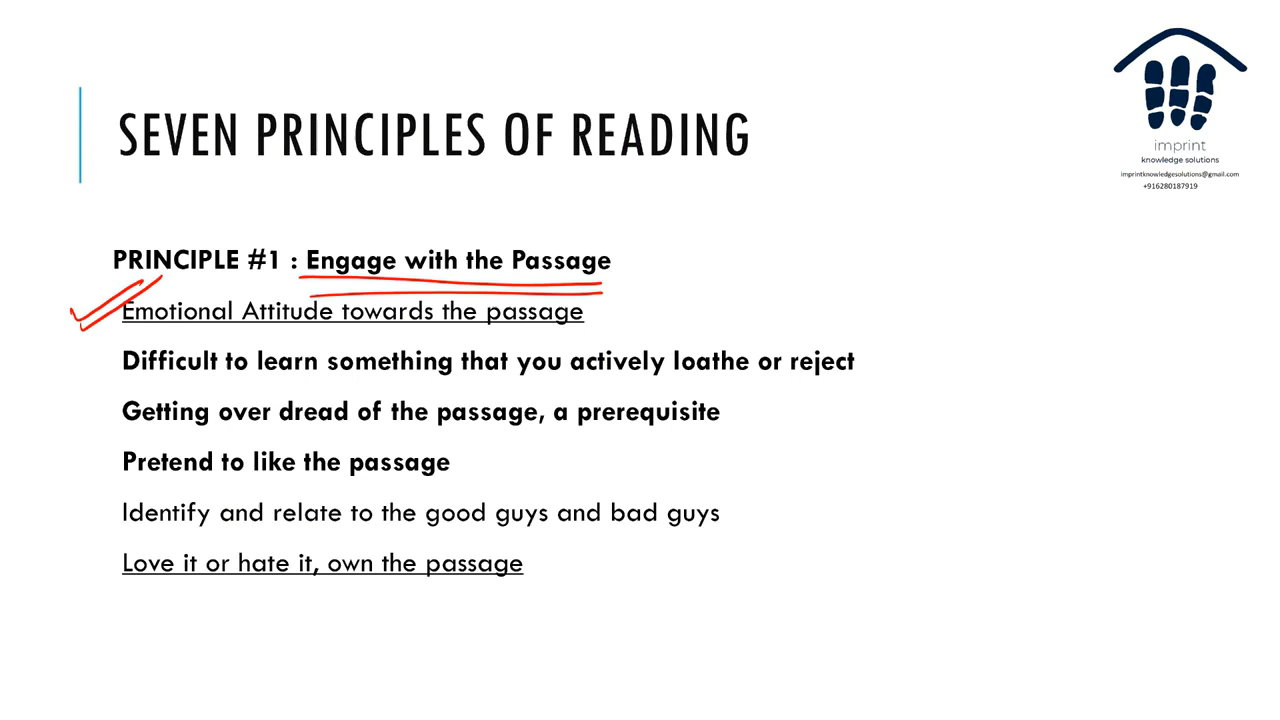 imprint
knowledge solutions
imprintknowledgesolutions@gmail.com
+916280187919
SEVEN PRINCIPLES OF READING
PRINCIPLE #1 : Engage with the Passage
Emotional Attitude towards the passage
Difficult to learn something that you actively loathe or reject
Getting over dread of the passage, a prerequisite
Pretend to like the passage
Identify and relate to the good guys and bad guys
Love it or hate it, own the passage